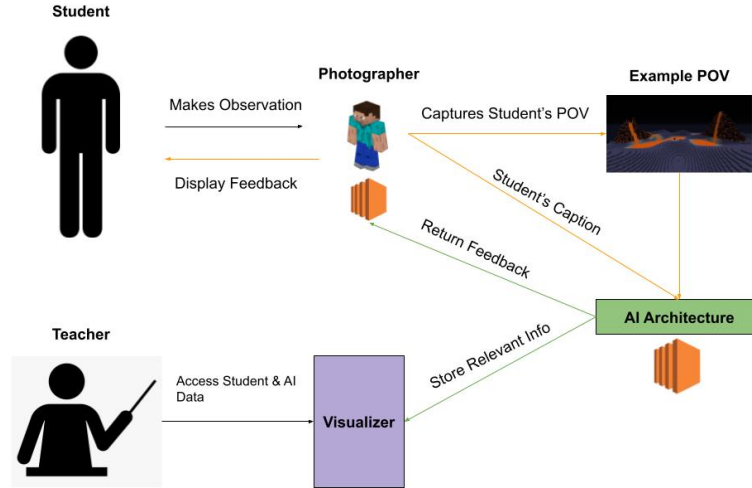 Student
Photographer
Example POV
Makes Observation
Captures Student's POV
Display Feedback
Student's Caption
Return Feedback
AI Architecture
Teacher
Store Relevant Info
Access Student & AI
Data
Visualizer